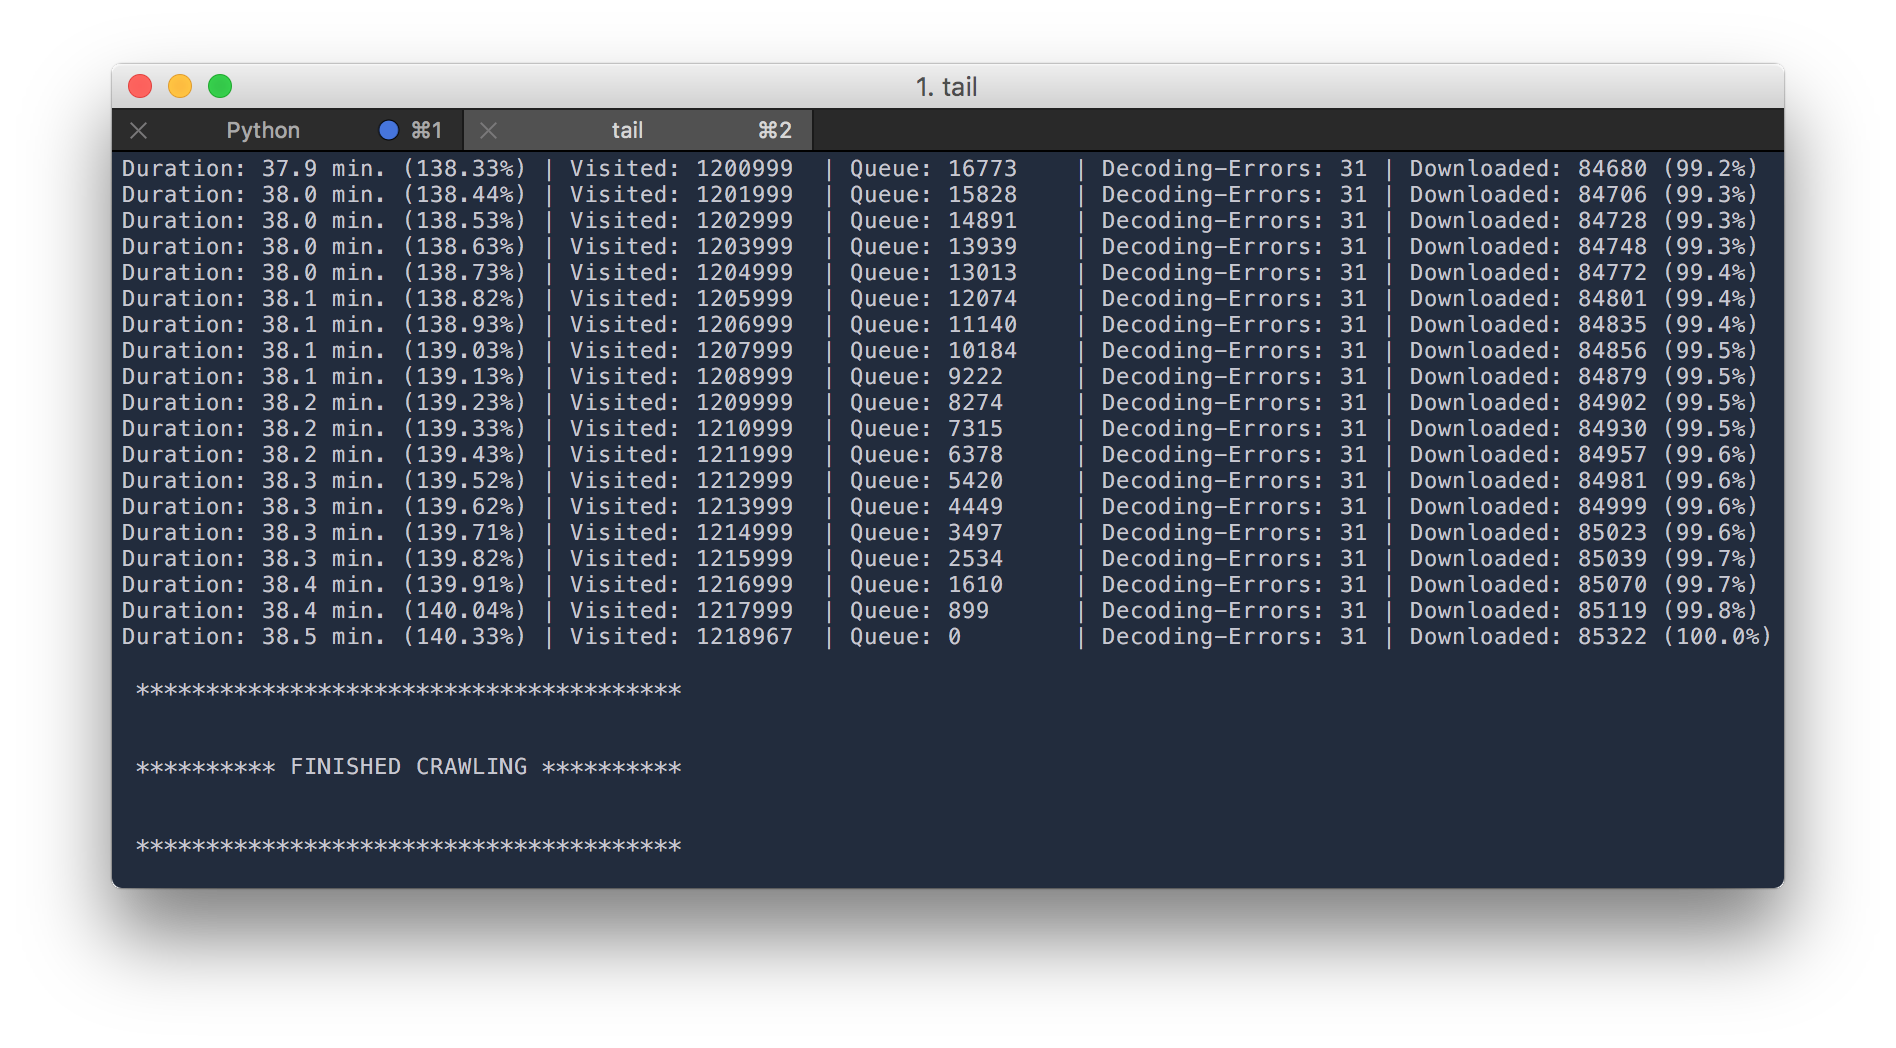 1. tail
Python ⌘1 tail ⌘2
Duration: 37.9 min. (138.33%) | Visited: 1200999 | Queue: 16773 | Decoding-Errors: 31 | Downloaded: 84680 (99.2%)
Duration: 38.0 min. (138.44%) | Visited: 1201999 | Queue: 15828 | Decoding-Errors: 31 | Downloaded: 84706 (99.3%)
Duration: 38.0 min. (138.53%) | Visited: 1202999 | Queue: 14891 | Decoding-Errors: 31 | Downloaded: 84728 (99.3%)
Duration: 38.0 min. (138.63%) | Visited: 1203999 | Queue: 13939 | Decoding-Errors: 31 | Downloaded: 84748 (99.3%)
Duration: 38.0 min. (138.73%) | Visited: 1204999 | Queue: 13013 | Decoding-Errors: 31 | Downloaded: 84772 (99.4%)
Duration: 38.1 min. (138.82%) | Visited: 1205999 | Queue: 12074 | Decoding-Errors: 31 | Downloaded: 84801 (99.4%)
Duration: 38.1 min. (138.93%) | Visited: 1206999 | Queue: 11140 | Decoding-Errors: 31 | Downloaded: 84835 (99.4%)
Duration: 38.1 min. (139.03%) | Visited: 1207999 | Queue: 10184 | Decoding-Errors: 31 | Downloaded: 84856 (99.5%)
Duration: 38.1 min. (139.13%) | Visited: 1208999 | Queue: 9222 | Decoding-Errors: 31 | Downloaded: 84879 (99.5%)
Duration: 38.2 min. (139.23%) | Visited: 1209999 | Queue: 8274 | Decoding-Errors: 31 | Downloaded: 84902 (99.5%)
Duration: 38.2 min. (139.33%) | Visited: 1210999 | Queue: 7315 | Decoding-Errors: 31 | Downloaded: 84930 (99.5%)
Duration: 38.2 min. (139.43%) | Visited: 1211999 | Queue: 6378 | Decoding-Errors: 31 | Downloaded: 84957 (99.6%)
Duration: 38.3 min. (139.52%) | Visited: 1212999 | Queue: 5420 | Decoding-Errors: 31 | Downloaded: 84981 (99.6%)
Duration: 38.3 min. (139.62%) | Visited: 1213999 | Queue: 4449 | Decoding-Errors: 31 | Downloaded: 84999 (99.6%)
Duration: 38.3 min. (139.71%) | Visited: 1214999 | Queue: 3497 | Decoding-Errors: 31 | Downloaded: 85023 (99.6%)
Duration: 38.3 min. (139.82%) | Visited: 1215999 | Queue: 2534 | Decoding-Errors: 31 | Downloaded: 85039 (99.7%)
Duration: 38.4 min. (139.91%) | Visited: 1216999 | Queue: 1610 | Decoding-Errors: 31 | Downloaded: 85070 (99.7%)
Duration: 38.4 min. (140.04%) | Visited: 1217999 | Queue: 899 | Decoding-Errors: 31 | Downloaded: 85119 (99.8%)
Duration: 38.5 min. (140.33%) | Visited: 1218967 | Queue: 0 | Decoding-Errors: 31 | Downloaded: 85322 (100.0%)
***************************************
********** FINISHED CRAWLING **********
***************************************